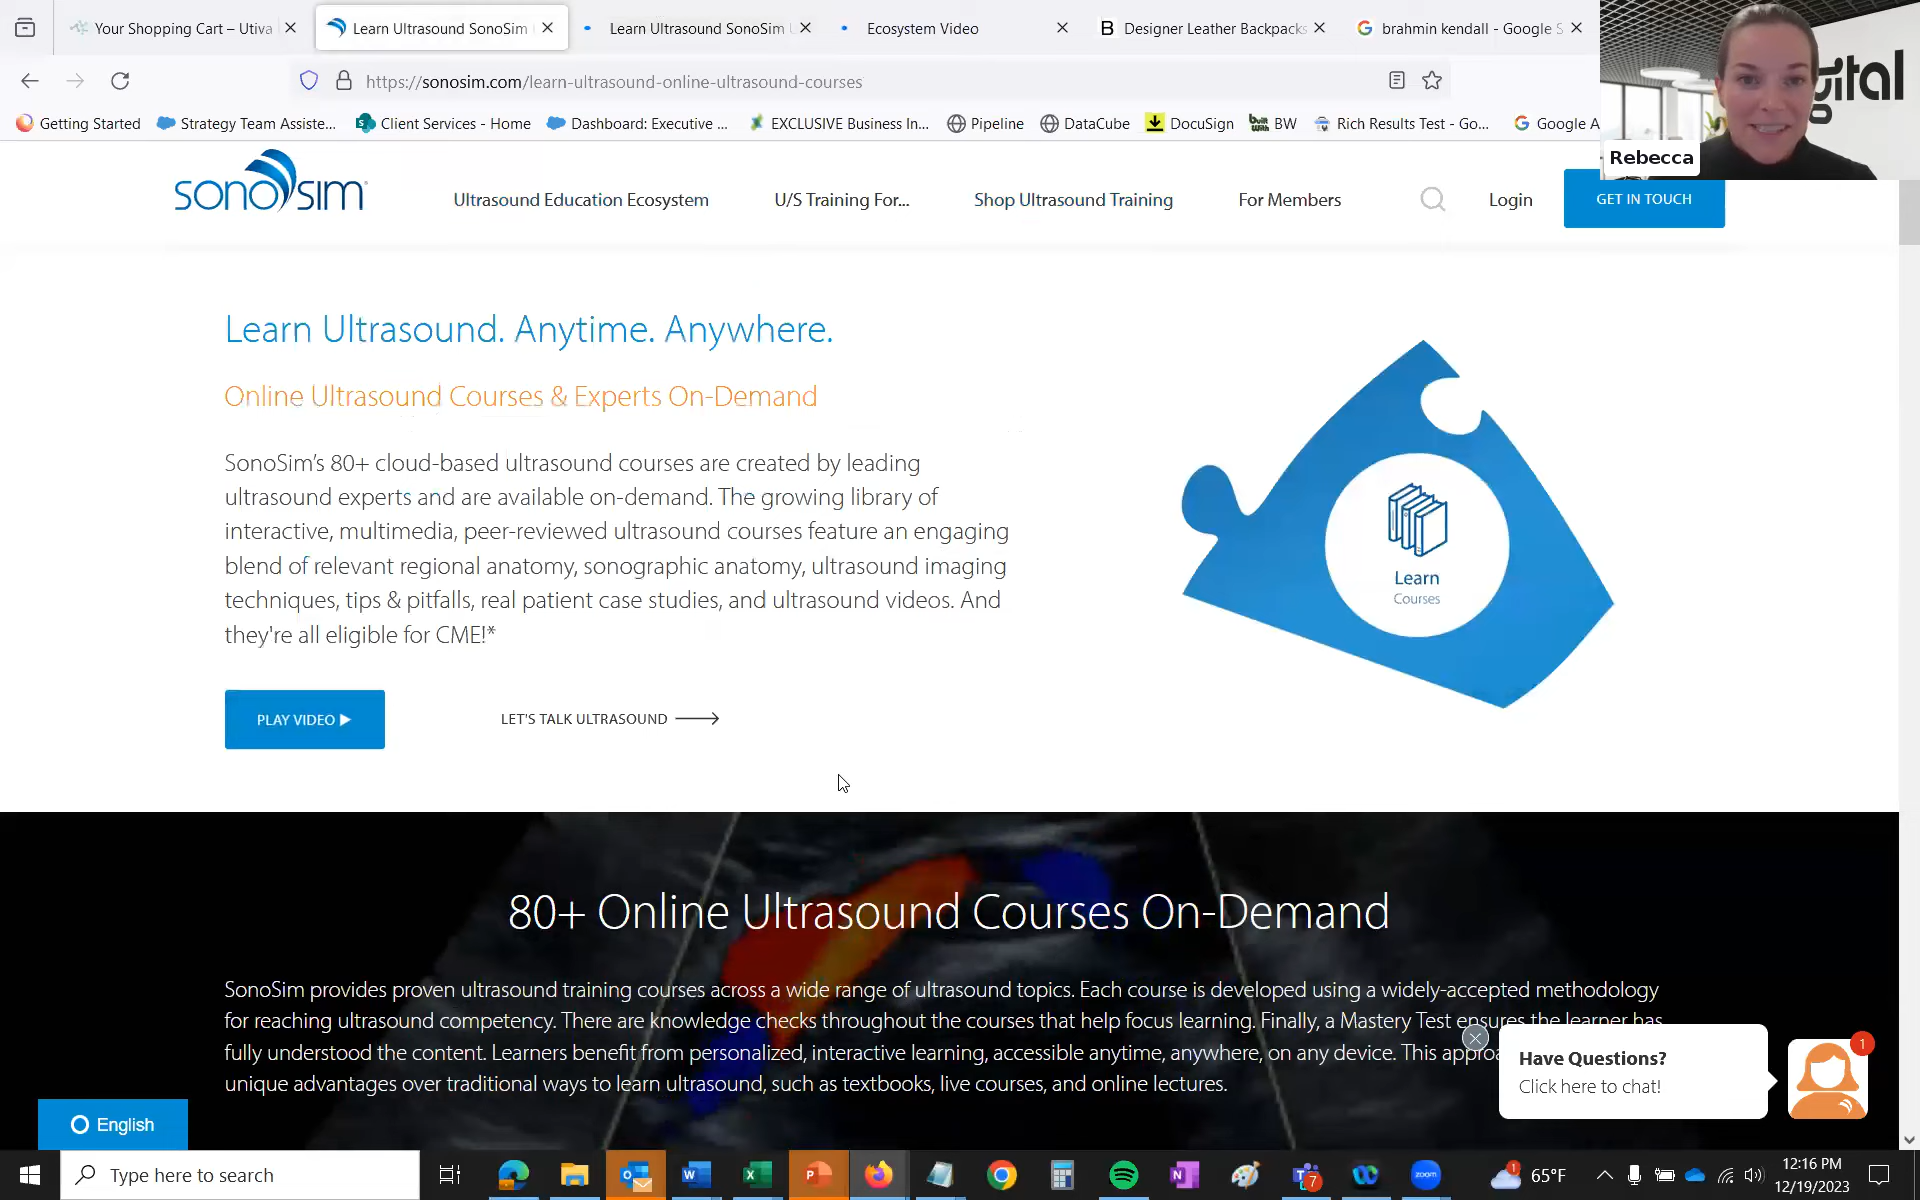 Your Shopping Cart – Utiva
Learn Ultrasound SonoSim
Learn Ultrasound SonoSim
Ecosystem Video
B Designer Leather Backpacks
brahmin kendall - Google S
https://sonosim.com/learn-ultrasound-online-ultrasound-courses
Getting Started
Strategy Team Assiste...
Client Services - Home
Dashboard: Executive ...
EXCLUSIVE Business In...
Pipeline
DataCube
DocuSign
BW
Rich Results Test - Go...
Google A
Rebecca
sonosim
Ultrasound Education Ecosystem
U/S Training For...
Shop Ultrasound Training
For Members
Login
GET IN TOUCH
Learn Ultrasound. Anytime. Anywhere.
Online Ultrasound Courses & Experts On-Demand
SonoSim’s 80+ cloud-based ultrasound courses are created by leading
ultrasound experts and are available on-demand. The growing library of
interactive, multimedia, peer-reviewed ultrasound courses feature an engaging
blend of relevant regional anatomy, sonographic anatomy, ultrasound imaging
techniques, tips & pitfalls, real patient case studies, and ultrasound videos. And
they're all eligible for CME!*
Learn
Courses
PLAY VIDEO
LET'S TALK ULTRASOUND
80+ Online Ultrasound Courses On-Demand
SonoSim provides proven ultrasound training courses across a wide range of ultrasound topics. Each course is developed using a widely-accepted methodology
for reaching ultrasound competency. There are knowledge checks throughout the courses that help focus learning. Finally, a Mastery Test ensures the learner has
fully understood the content. Learners benefit from personalized, interactive learning, accessible anytime, anywhere, on any device. This
unique advantages over traditional ways to learn ultrasound, such as textbooks, live courses, and online lectures.
Have Questions?
Click here to chat!
1
English
Type here to search
7
zoom
1
65°F
12:16 PM
12/19/2023